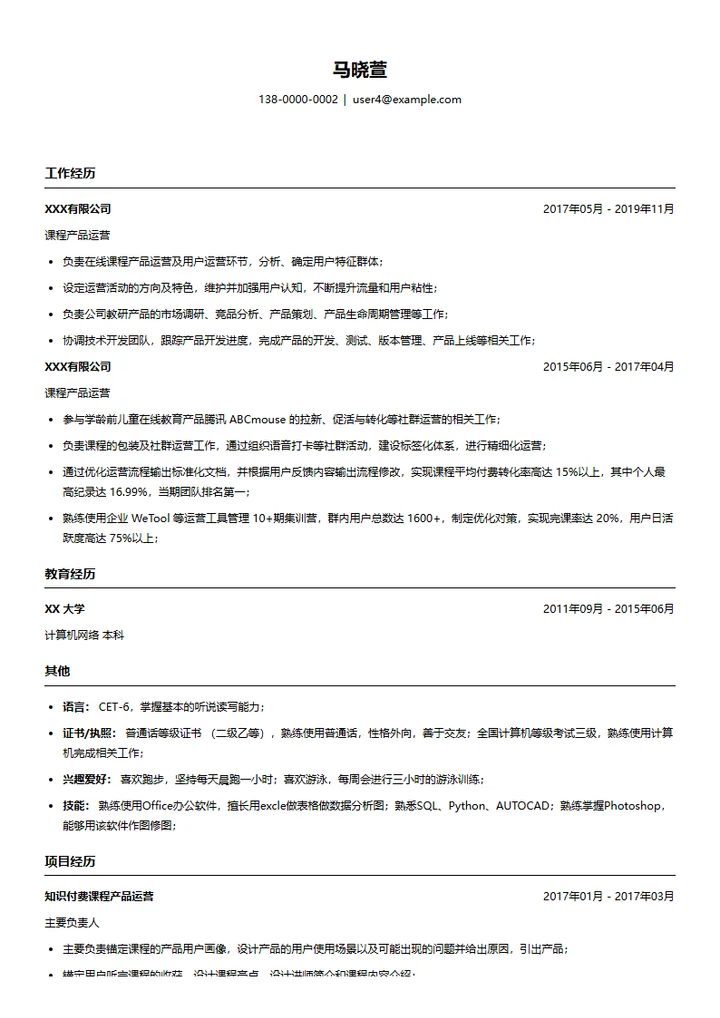 马晓萱
138-0000-0002 | user4@example.com
工作经历
XXX有限公司 2017年05月 - 2019年11月
课程产品运营
• 负责在线课程产品运营及用户运营环节，分析、确定用户特征群体；
• 设定运营活动的方向及特色，维护并加强用户认知，不断提升流量和用户粘性；
• 负责公司教研产品的市场调研、竞品分析、产品策划、产品生命周期管理等工作；
• 协调技术开发团队，跟踪产品开发进度，完成产品的开发、测试、版本管理、产品上线等相关工作；
XXX有限公司 2015年06月 - 2017年04月
课程产品运营
• 参与学龄前儿童在线教育产品腾讯 ABCmouse 的拉新、促活与转化等社群运营的相关工作；
• 负责课程的包装及社群运营工作，通过组织语音打卡等社群活动，建设标签化体系，进行精细化运营；
• 通过优化运营流程输出标准化文档，并根据用户反馈内容输出流程修改，实现课程平均付费转化率高达 15%以上，其中个人最
高纪录达 16.99%，当期团队排名第一；
• 熟练使用企业 WeTool 等运营工具管理 10+期集训营，群内用户总数达 1600+，制定优化对策，实现完课率达 20%，用户日活
跃度高达 75%以上；
教育经历
XX 大学 2011年09月 - 2015年06月
计算机网络 本科
其他
• 语言： CET-6，掌握基本的听说读写能力；
• 证书/执照： 普通话等级证书 （二级乙等），熟练使用普通话，性格外向，善于交友；全国计算机等级考试三级，熟练使用计算
机完成相关工作；
• 兴趣爱好： 喜欢跑步，坚持每天晨跑一小时；喜欢游泳，每周会进行三小时的游泳训练；
• 技能： 熟练使用Office办公软件，擅长用excle做表格做数据分析图；熟悉SQL、Python、AUTOCAD；熟练掌握Photoshop，
能够用该软件作图修图；
项目经历
知识付费课程产品运营 2017年01月 - 2017年03月
主要负责人
• 主要负责锚定课程的产品用户画像，设计产品的用户使用场景以及可能出现的问题并给出原因，引出产品；
• 锚定用户听完课程的收获，设计课程亮点，设计讲师简介和课程内容介绍；